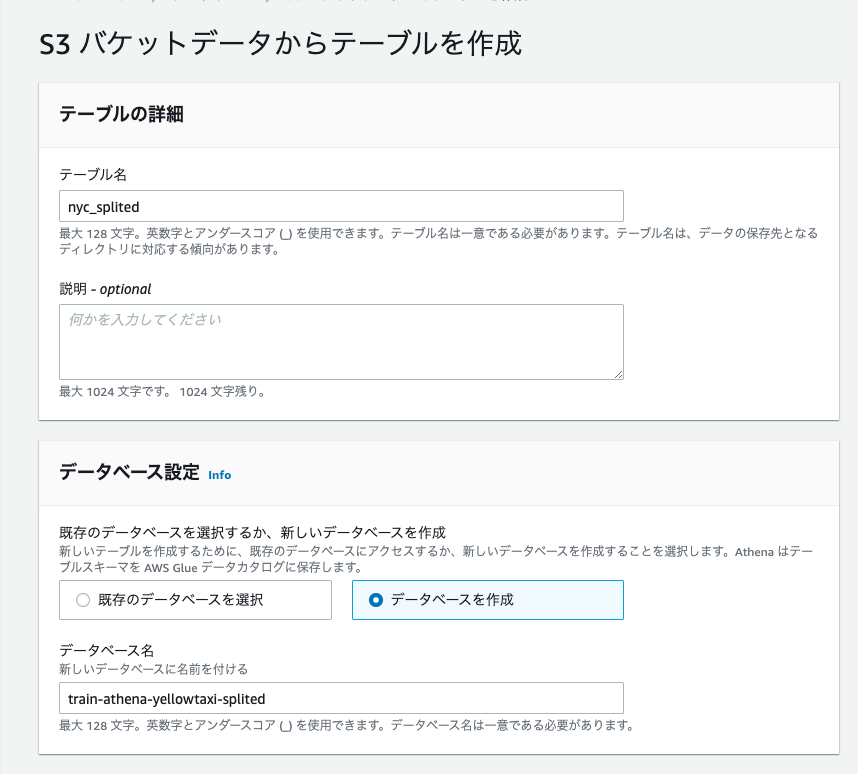 S3 バケットデータからテーブルを作成
テーブルの詳細
テーブル名
nyc_splited
最大 128 文字。英数字とアンダースコア (_) を使用できます。テーブル名は一意である必要があります。テーブル名は、データの保存先となる
ディレクトリに対応する傾向があります。
説明 - optional
何かを入力してください
最大 1024 文字です。 1024 文字残り。
データベース設定 Info
既存のデータベースを選択するか、新しいデータベースを作成
新しいテーブルを作成するために、既存のデータベースにアクセスするか、新しいデータベースを作成することを選択します。Athena はテー
ブルスキーマを AWS Glue データカタログに保存します。
既存のデータベースを選択 データベースを作成
データベース名
新しいデータベースに名前を付ける
train-athena-yellowtaxi-splited
最大 128 文字。英数字とアンダースコア (_) を使用できます。データベース名は一意である必要があります。